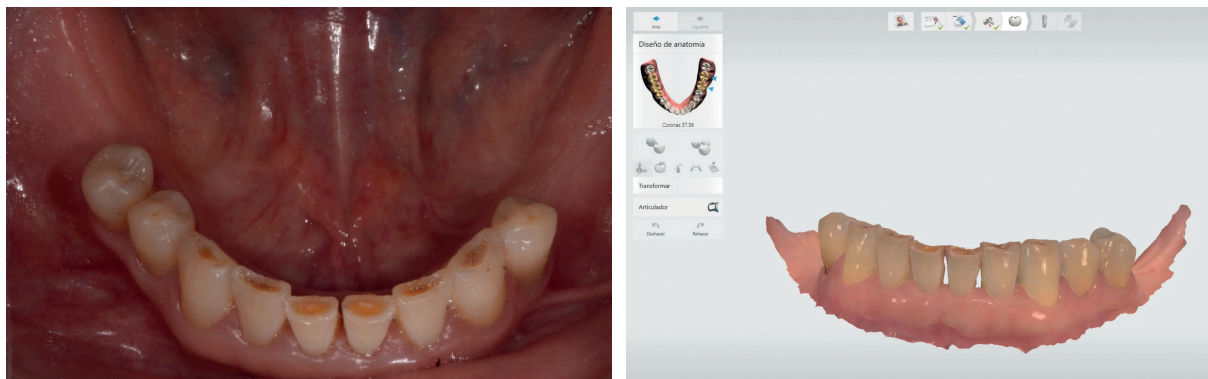 Atrás Siguiente
Diseño de anatomía
Coronas 37,36
Transformar
Articulador
Deshacer Rehacer